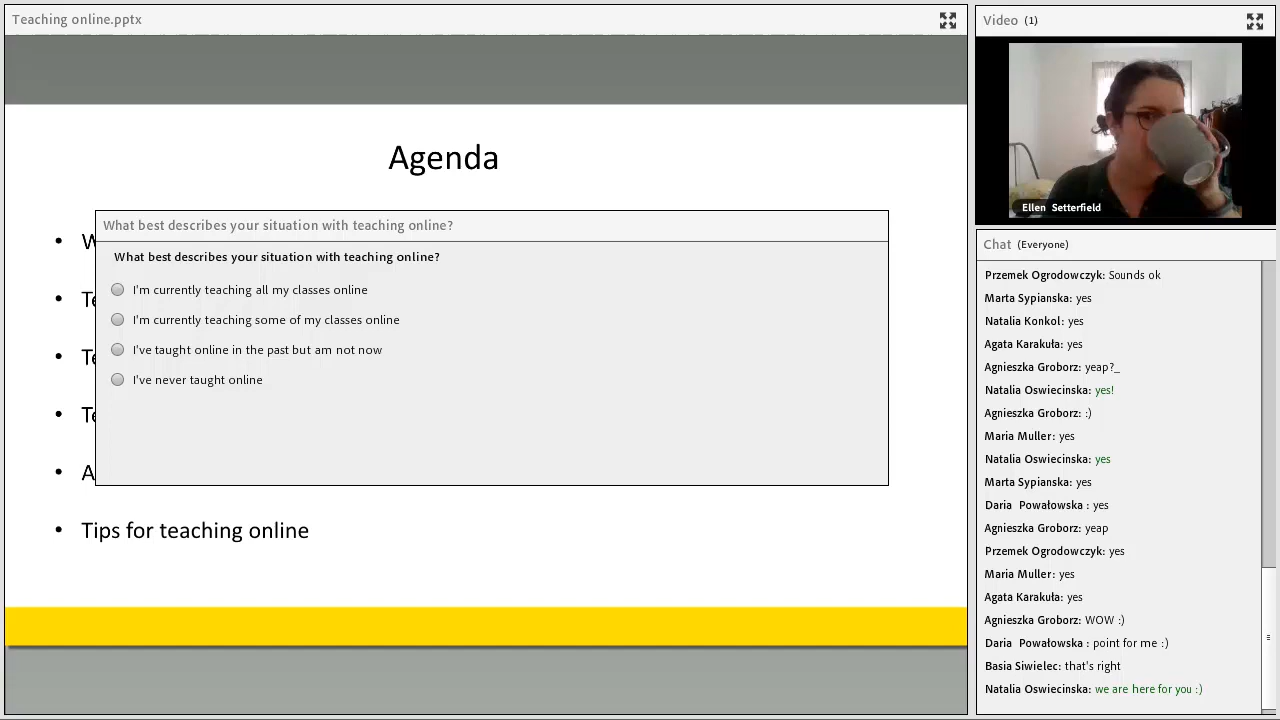 Teaching online.pptx
Agenda
What best describes your situation with teaching online?
What best describes your situation with teaching online?
I'm currently teaching all my classes online
I'm currently teaching some of my classes online
I've taught online in the past but am not now
I've never taught online
• W
• Te
• Te
• Te
• A
• Tips for teaching online
Video (1)
Ellen Setterfield
Chat (Everyone)
Przemek Ogrodowczyk: Sounds ok
Marta Sypianska: yes
Natalia Konkol: yes
Agata Karakuła: yes
Agnieszka Groborz: yeap?_
Natalia Oswiecinska: yes!
Agnieszka Groborz: :)
Maria Muller: yes
Natalia Oswiecinska: yes
Marta Sypianska: yes
Daria Powałowska : yes
Agnieszka Groborz: yeap
Przemek Ogrodowczyk: yes
Maria Muller: yes
Agata Karakuła: yes
Agnieszka Groborz: WOW :)
Daria Powałowska : point for me :)
Basia Siwielec: that's right
Natalia Oswiecinska: we are here for you :)